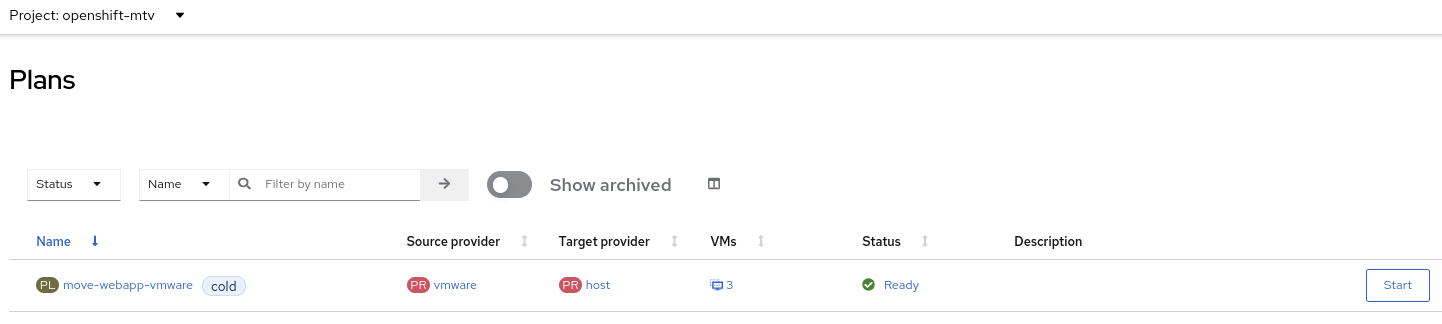 Project: openshift-mtv
Plans
Status Name Filter by name Show archived
Name Source provider Target provider VMs Status Description
PL move-webapp-vmware cold PR vmware PR host 3 Ready Start